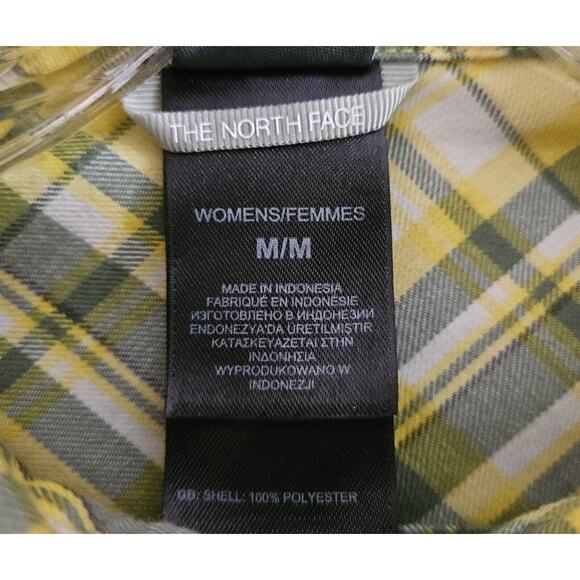 THE NORTH FACE
WOMENS/FEMMES
M/M
MADE IN INDONESIA
FABRIQUÉ EN INDONÉSIE
ИЗГОТОВЛЕНО В ИНДОНЕЗИИ
ENDONEZYA'DA ÜRETILMIŞTIR
ΚΑΤΑΣΚΕΥΑΖΕΤΑΙ ΣΤΗΝ
ΙΝΔΟΝΗΣΙΑ
WYPRODUKOWANO W
INDONEZJI
GB: SHELL: 100% POLYESTER